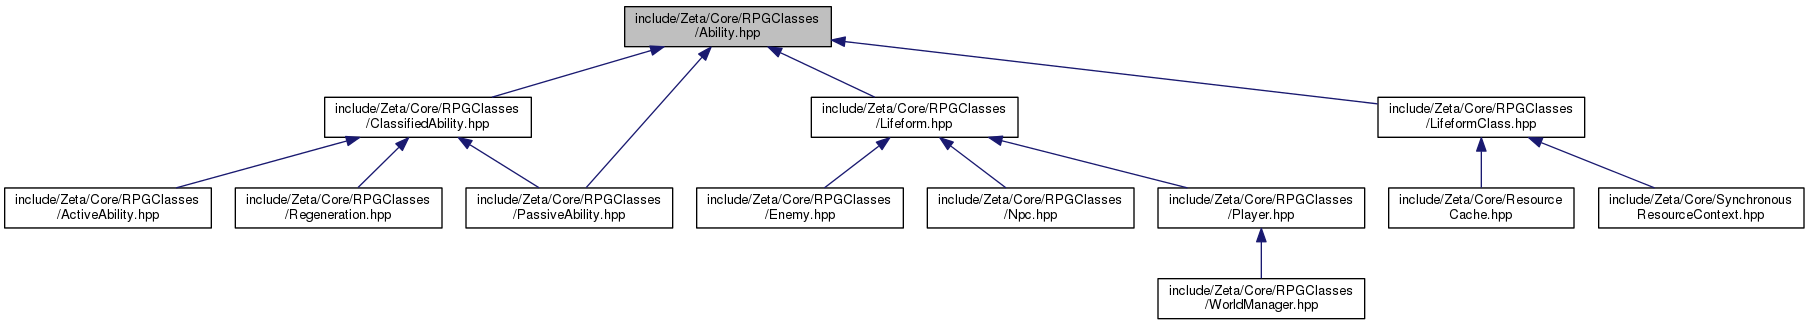 include/Zeta/Core/RPGClasses
/Ability.hpp
include/Zeta/Core/RPGClasses
/ClassifiedAbility.hpp
include/Zeta/Core/RPGClasses
/Lifeform.hpp
include/Zeta/Core/RPGClasses
/LifeformClass.hpp
include/Zeta/Core/RPGClasses
/ActiveAbility.hpp
include/Zeta/Core/RPGClasses
/Regeneration.hpp
include/Zeta/Core/RPGClasses
/PassiveAbility.hpp
include/Zeta/Core/RPGClasses
/Enemy.hpp
include/Zeta/Core/RPGClasses
/Npc.hpp
include/Zeta/Core/RPGClasses
/Player.hpp
include/Zeta/Core/Resource
Cache.hpp
include/Zeta/Core/Synchronous
ResourceContext.hpp
include/Zeta/Core/RPGClasses
/WorldManager.hpp